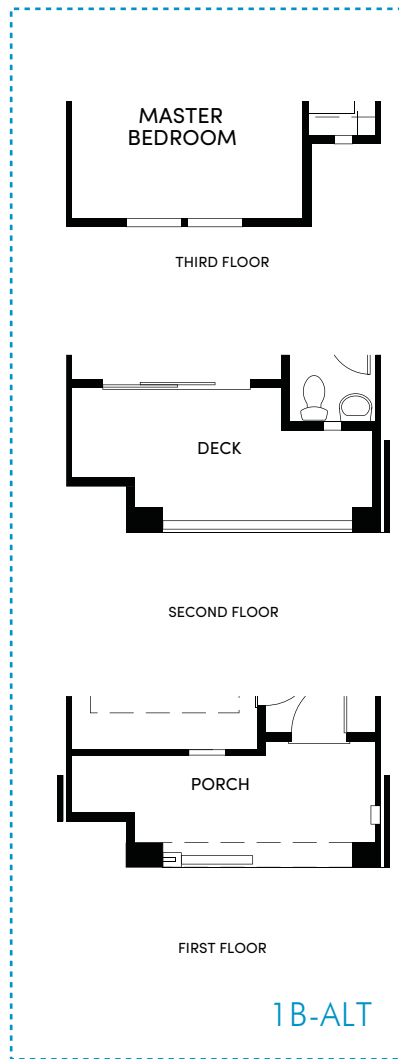 MASTER
BEDROOM
THIRD FLOOR
DECK
SECOND FLOOR
PORCH
FIRST FLOOR
1B-ALT